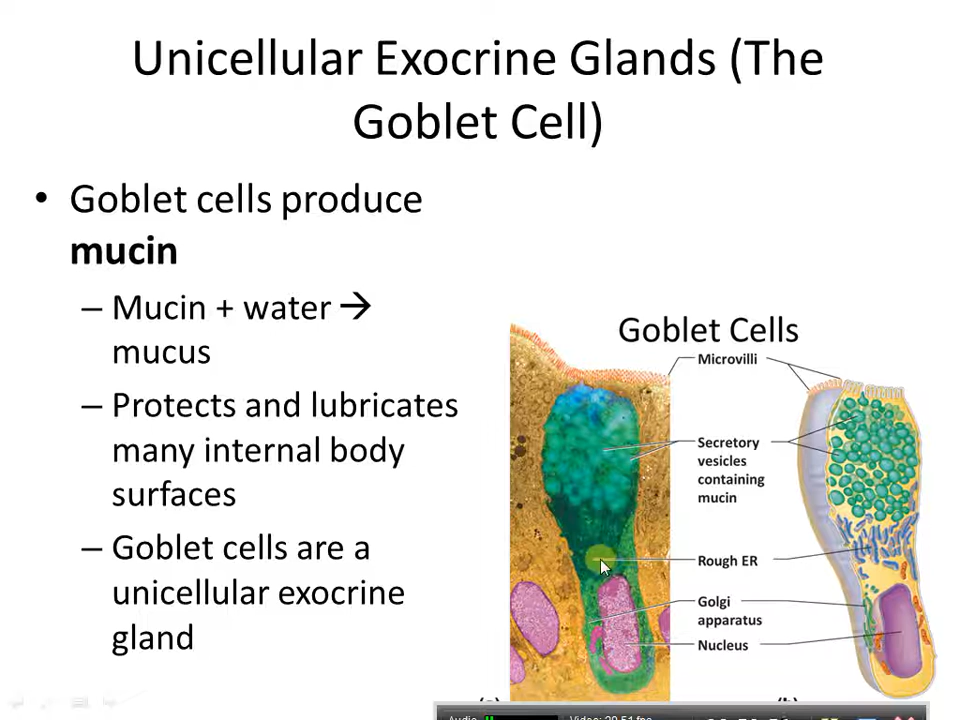 Unicellular Exocrine Glands (The
Goblet Cell)
• Goblet cells produce
mucin
– Mucin + water →
mucus
– Protects and lubricates
many internal body
surfaces
– Goblet cells are a
unicellular exocrine
gland
Goblet Cells
Microvilli
Secretory
vesicles
containing
mucin
Rough ER
Golgi
apparatus
Nucleus